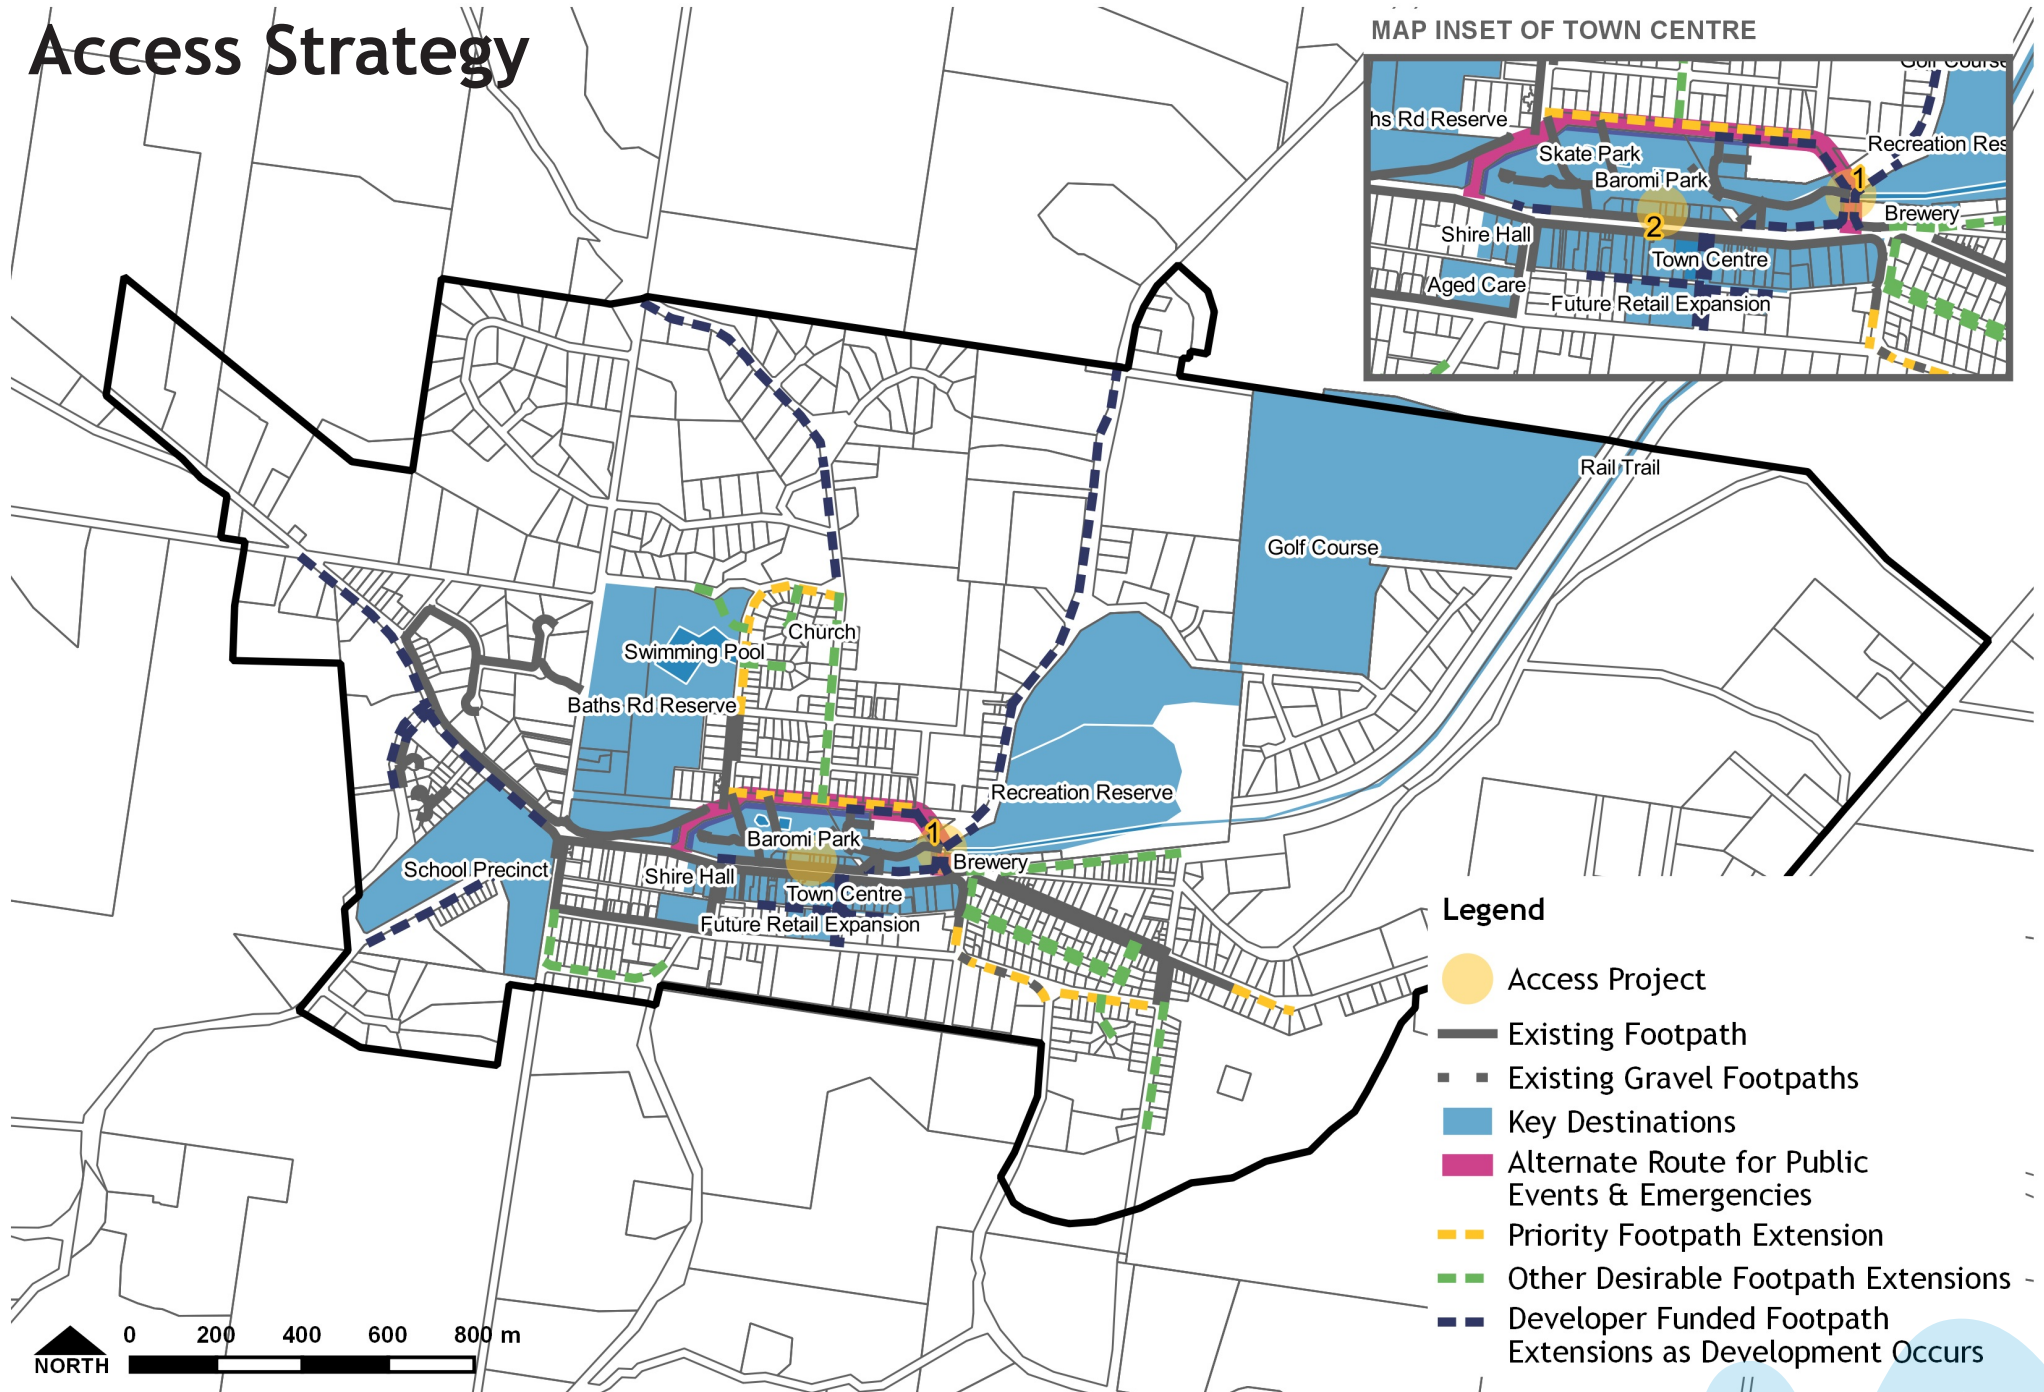 Access Strategy
MAP INSET OF TOWN CENTRE
Golf Course
hs Rd Reserve
Recreation Res
Skate Park
Baromi Park
1
2
Brewery
Shire Hall
Town Centre
Aged Care
Future Retail Expansion
Rail Trail
Golf Course
Church
Swimming Pool
Baths Rd Reserve
Recreation Reserve
1
Baromi Park
Brewery
School Precinct
Shire Hall
Town Centre
Future Retail Expansion
Legend
Access Project
Existing Footpath
Existing Gravel Footpaths
Key Destinations
Alternate Route for Public
Events & Emergencies
Priority Footpath Extension
Other Desirable Footpath Extensions
Developer Funded Footpath
Extensions as Development Occurs
0 200 400 600 800 m
NORTH